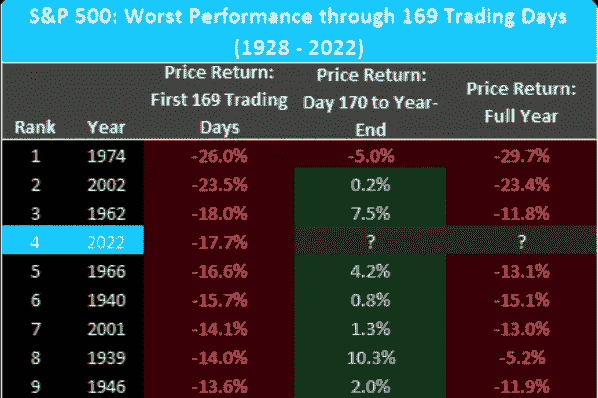 S&P 500: Worst Performance through 169 Trading Days
(1928 - 2022)
Rank Year Price Return: First 169 Trading Days Price Return: Day 170 to Year-End Price Return: Full Year
1 1974 -26.0% -5.0% -29.7%
2 2002 -23.5% 0.2% -23.4%
3 1962 -18.0% 7.5% -11.8%
4 2022 -17.7% ? ?
5 1966 -16.6% 4.2% -13.1%
6 1940 -15.7% 0.8% -15.1%
7 2001 -14.1% 1.3% -13.0%
8 1939 -14.0% 10.3% -5.2%
9 1946 -13.6% 2.0% -11.9%